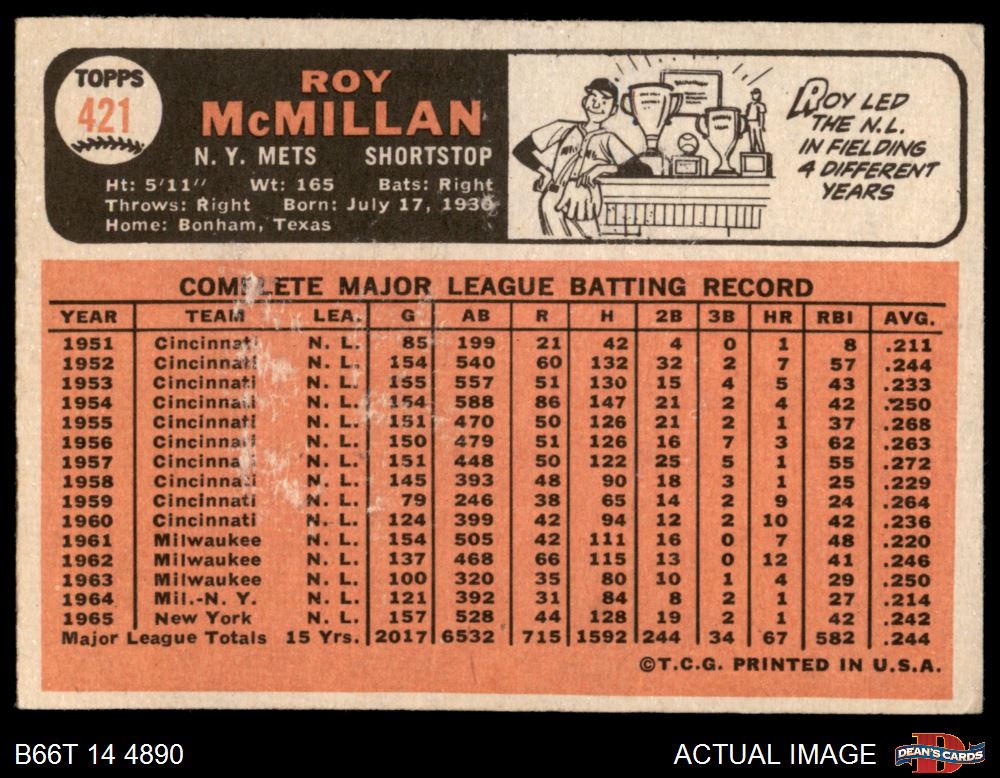 TOPPS
421
ROY
McMILLAN
N. Y. METS SHORTSTOP
Ht: 5'11" Wt: 165 Bats: Right
Throws: Right Born: July 17, 1930
Home: Bonham, Texas
ROY LED
THE N.L.
IN FIELDING
4 DIFFERENT
YEARS
COMPLETE MAJOR LEAGUE BATTING RECORD
YEAR TEAM LEA. G AB R H 2B 3B HR RBI AVG.
1951 Cincinnati N. L. 85 199 21 42 4 0 1 8 .211
1952 Cincinnati N. L. 154 540 60 132 32 2 7 57 .244
1953 Cincinnati N. L. 155 557 51 130 15 4 5 43 .233
1954 Cincinnati N. L. 154 588 86 147 21 2 4 42 .250
1955 Cincinnati N. L. 151 470 50 126 21 2 1 37 .268
1956 Cincinnati N. L. 150 479 51 126 16 7 3 62 .263
1957 Cincinnati N. L. 151 448 50 122 25 5 1 55 .272
1958 Cincinnati N. L. 145 393 48 90 18 3 1 25 .229
1959 Cincinnati N. L. 79 246 38 65 14 2 9 24 .264
1960 Cincinnati N. L. 124 399 42 94 12 2 10 42 .236
1961 Milwaukee N. L. 154 505 42 111 16 0 7 48 .220
1962 Milwaukee N. L. 137 468 66 115 13 0 12 41 .246
1963 Milwaukee N. L. 100 320 35 80 10 1 4 29 .250
1964 Mil.-N. Y. N. L. 121 392 31 84 8 2 1 27 .214
1965 New York N. L. 157 528 44 128 19 2 1 42 .242
Major League Totals 15 Yrs. 2017 6532 715 1592 244 34 67 582 .244
©T.C.G. PRINTED IN U.S.A.
B66T 14 4890
ACTUAL IMAGE
DEAN'S CARDS